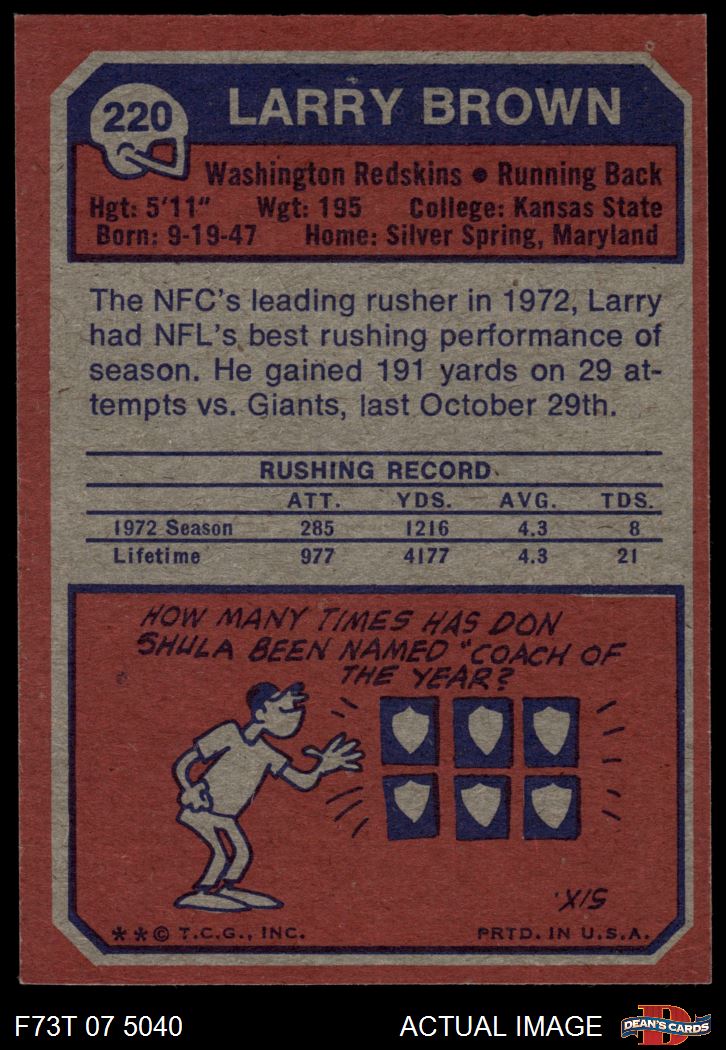 220
LARRY BROWN
Washington Redskins • Running Back
Hgt: 5'11" Wgt: 195 College: Kansas State
Born: 9-19-47 Home: Silver Spring, Maryland
The NFC's leading rusher in 1972, Larry
had NFL's best rushing performance of
season. He gained 191 yards on 29 at-
tempts vs. Giants, last October 29th.
RUSHING RECORD
ATT. YDS. AVG. TDS.
1972 Season 285 1216 4.3 8
Lifetime 977 4177 4.3 21
HOW MANY TIMES HAS DON
SHULA BEEN NAMED "COACH OF
THE YEAR?
SIX.
** © T.C.G., INC. PRTD. IN U.S.A.
F73T 07 5040 ACTUAL IMAGE
D
DEAN'S CARDS